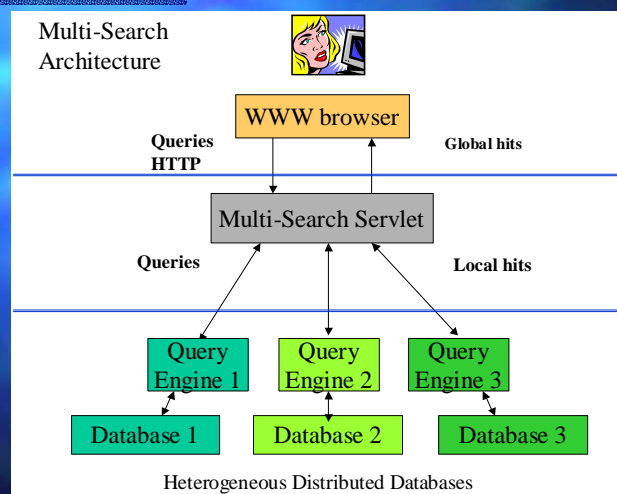 Multi-Search
Architecture
WWW browser
Queries
HTTP
Global hits
Multi-Search Servlet
Queries
Local hits
Query
Engine 1
Query
Engine 2
Query
Engine 3
Database 1
Database 2
Database 3
Heterogeneous Distributed Databases